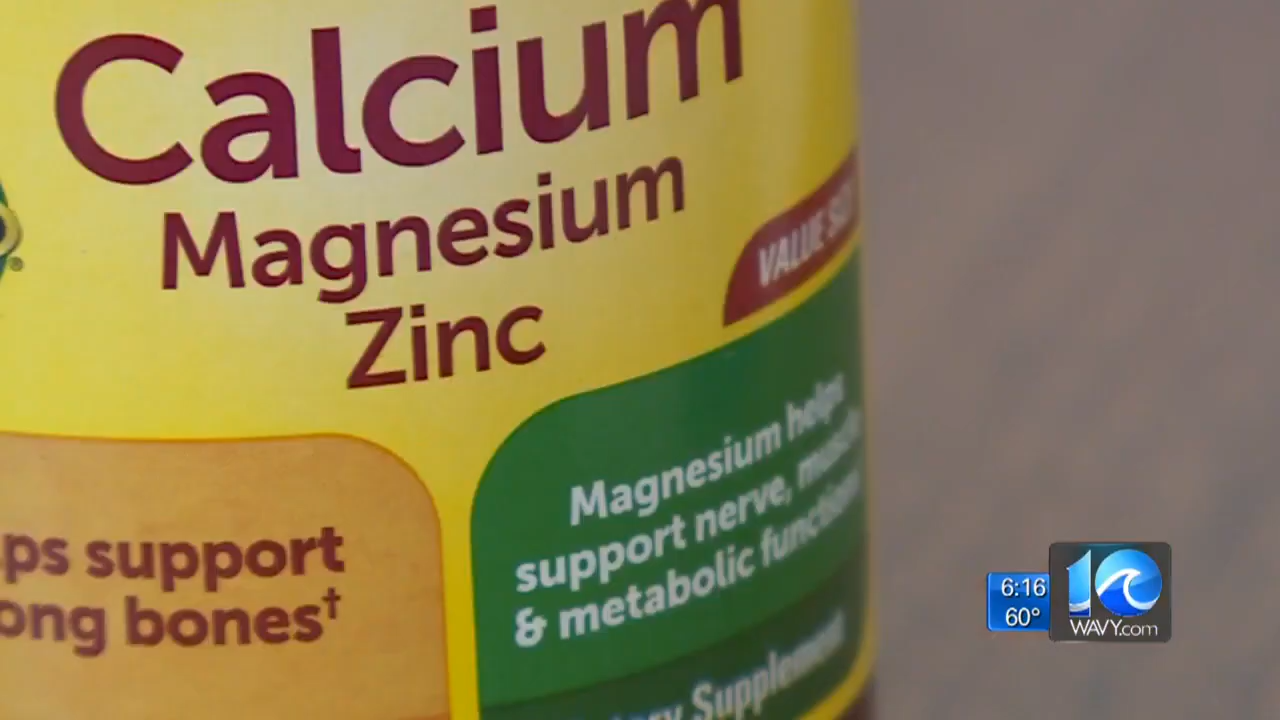 Calcium
Magnesium
Zinc
VALUE
Magnesium helps
support nerve,
& metabolic
ps support
ong bones†
Supplement
6:16
60°
10
WAVY.com